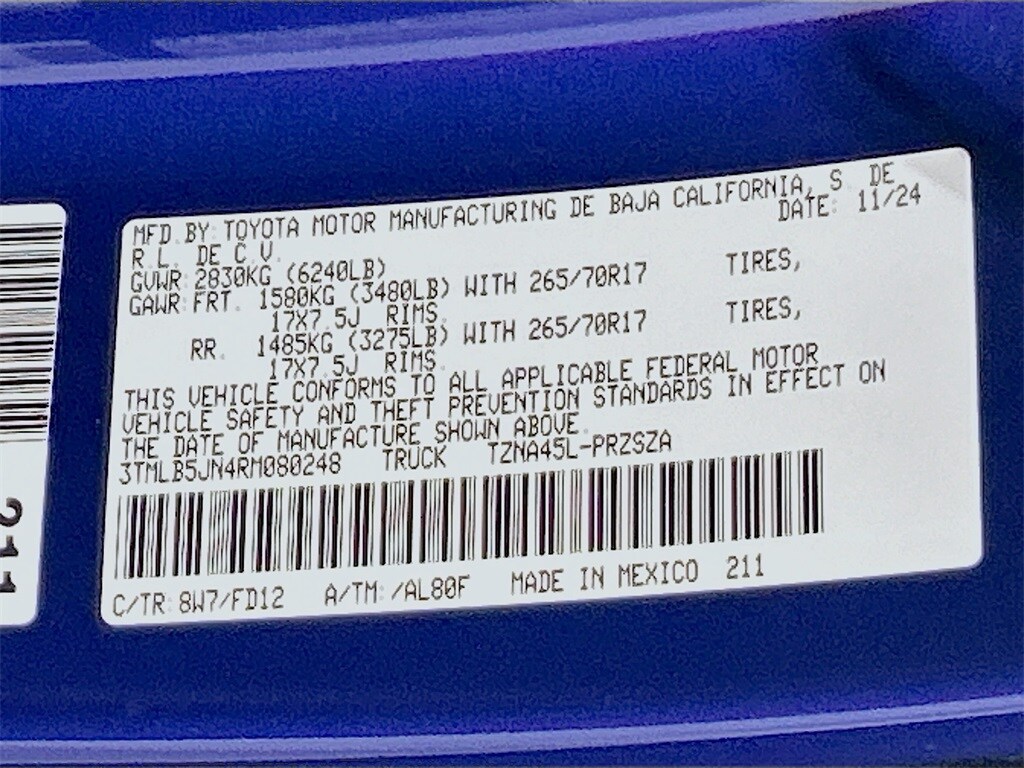 MFD.BY:TOYOTA MOTOR MANUFACTURING DE BAJA CALIFORNIA, S. DE
R.L. DE C.V. DATE: 11/24
GVWR:2830KG (6240LB)
GAWR:FRT. 1580KG (3480LB) WITH 265/70R17 TIRES,
17X7.5J RIMS.
RR. 1485KG (3275LB) WITH 265/70R17 TIRES,
17X7.5J RIMS.
THIS VEHICLE CONFORMS TO ALL APPLICABLE FEDERAL MOTOR
VEHICLE SAFETY AND THEFT PREVENTION STANDARDS IN EFFECT ON
THE DATE OF MANUFACTURE SHOWN ABOVE.
3TMLB5JN4RM080248 TRUCK TZNA45L-PRZSZA
C/TR:8W7/FD12 A/TM:/AL80F MADE IN MEXICO 211
211